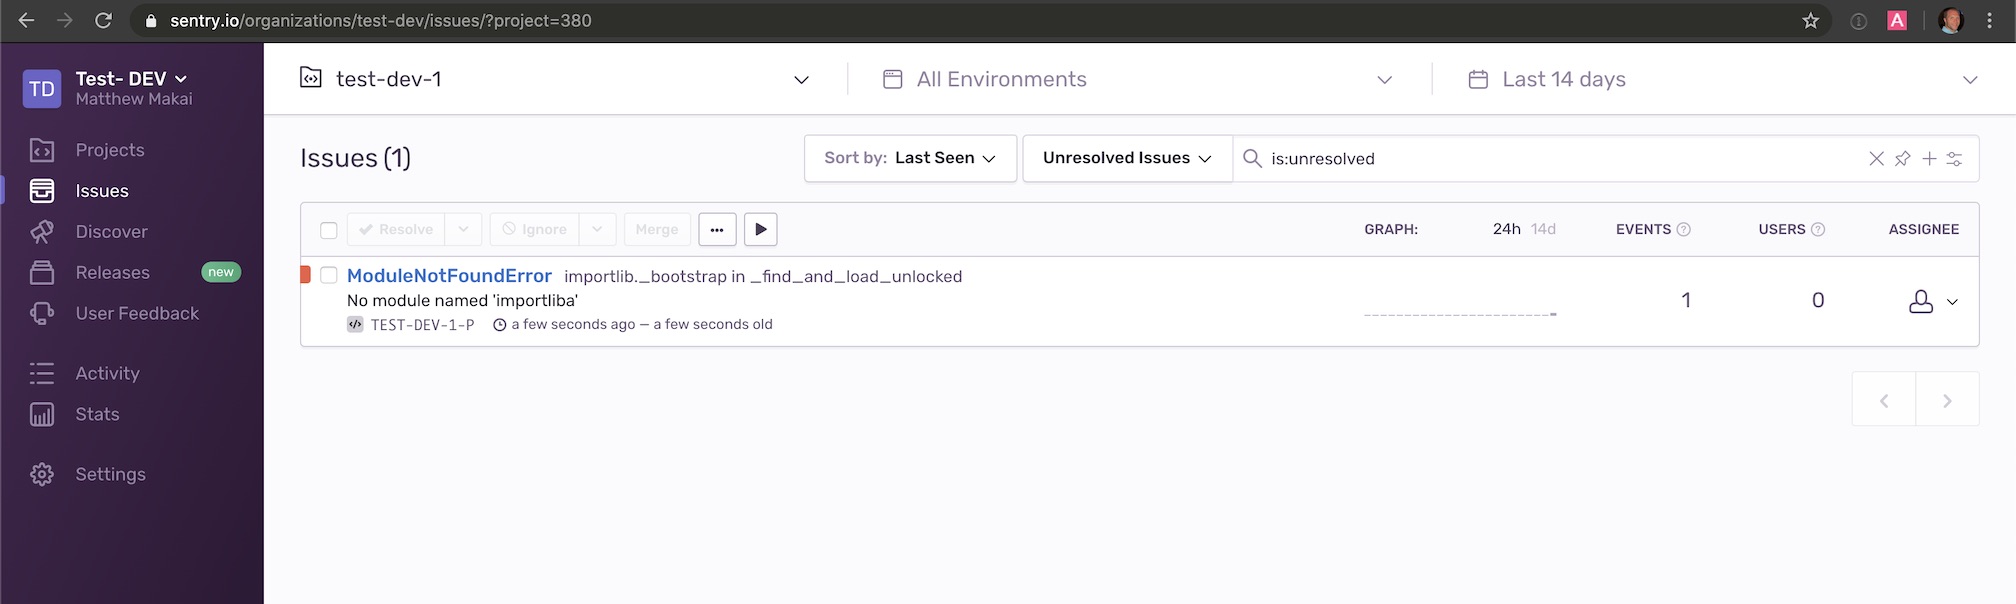 sentry.io/organizations/test-dev/issues/?project=380
A
TD
Test- DEV
Matthew Makai
Projects
Issues
Discover
Releases new
User Feedback
Activity
Stats
Settings
test-dev-1
All Environments
Last 14 days
Issues (1)
Sort by: Last Seen
Unresolved Issues
is:unresolved
Resolve
Ignore
Merge
GRAPH: 24h 14d
EVENTS ?
USERS ?
ASSIGNEE
ModuleNotFoundError importlib._bootstrap in _find_and_load_unlocked
No module named 'importliba'
TEST-DEV-1-P a few seconds ago — a few seconds old
1
0